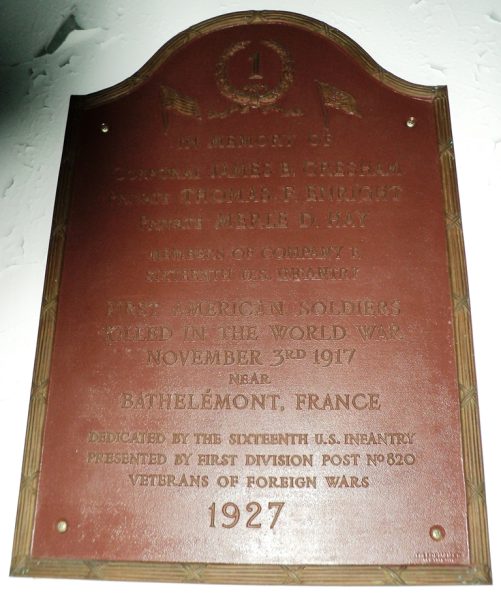 1
IN MEMORY OF
CORPORAL JAMES B. GRESHAM
PRIVATE THOMAS F. ENRIGHT
PRIVATE MERLE D. HAY
MEMBERS OF COMPANY F,
SIXTEENTH U.S. INFANTRY
FIRST AMERICAN SOLDIERS
KILLED IN THE WORLD WAR
NOVEMBER 3RD 1917
NEAR
BATHELÉMONT, FRANCE
DEDICATED BY THE SIXTEENTH U.S. INFANTRY
PRESENTED BY FIRST DIVISION POST No 820
VETERANS OF FOREIGN WARS
1927